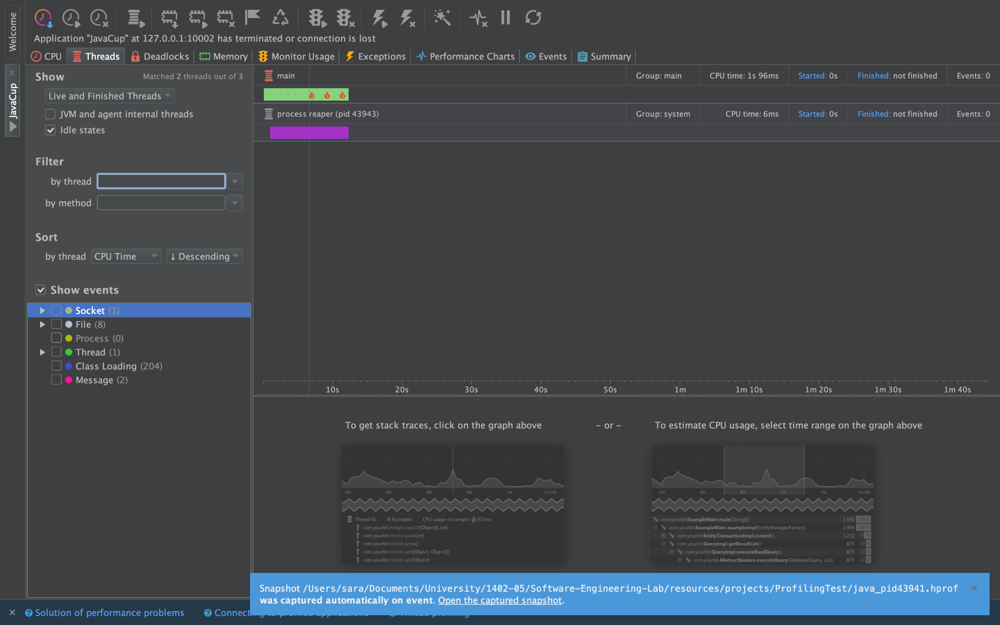 Welcome
JavaCup
Application "JavaCup" at 127.0.0.1:10002 has terminated or connection is lost
CPU
Threads
Deadlocks
Memory
Monitor Usage
Exceptions
Performance Charts
Events
Summary
Show
Matched 2 threads out of 3
Live and Finished Threads
JVM and agent internal threads
Idle states
Filter
by thread
by method
Sort
by thread CPU Time ↓ Descending
Show events
Socket (1)
File (8)
Process (0)
Thread (1)
Class Loading (204)
Message (2)
main Group: main CPU time: 1s 96ms Started: 0s Finished: not finished Events: 0
process reaper (pid 43943) Group: system CPU time: 6ms Started: 0s Finished: not finished Events: 0
10s 20s 30s 40s 50s 1m 1m 10s 1m 20s 1m 30s 1m 40s
To get stack traces, click on the graph above
– or –
To estimate CPU usage, select time range on the graph above
20s 30s 40s 50s 1m 1m 10s
Thread 42 Runnable CPU usage on sample: 921ms
com.yourkit.Arrays.copyOf(Object[], int)
com.yourkit.Vector.grow(int)
com.yourkit.Vector.grow()
com.yourkit.Vector.add(Object, Object[])
com.yourkit.Vector.add(Object)
20s 30s 40s 50s 1m 1m 10s
com.yourkit.ExampleMain.main(String[]) 2,930 100 %
com.yourkit.ExampleMain.exampleImpl(EntityManagerFactory) 2,906 99 %
com.yourkit.EntityTransactionImpl.commit() 1,212 41 %
com.yourkit.QueryImpl.getResultList() 875 30 %
com.yourkit.QueryImpl.executeReadQuery() 875 30 %
com.yourkit.AbstractSession.executeQuery(DatabaseQuery, List) 875 30 %
Snapshot /Users/sara/Documents/University/1402-05/Software-Engineering-Lab/resources/projects/ProfilingTest/java_pid43941.hprof
was captured automatically on event. Open the captured snapshot.
Solution of performance problems